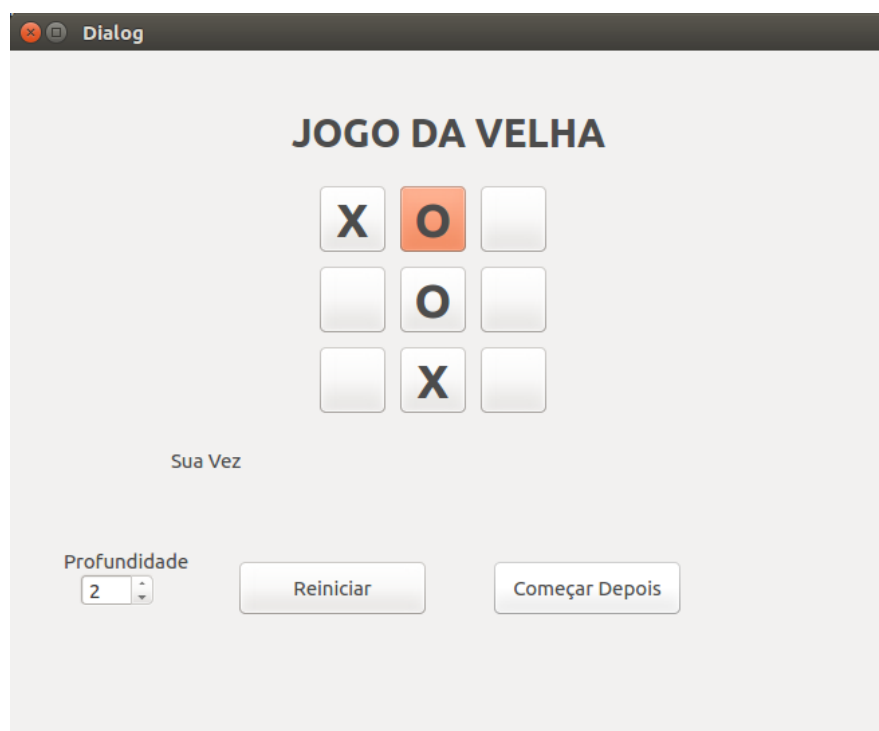 Dialog
JOGO DA VELHA
X O
O
X
Sua Vez
Profundidade
2
Reiniciar
Começar Depois